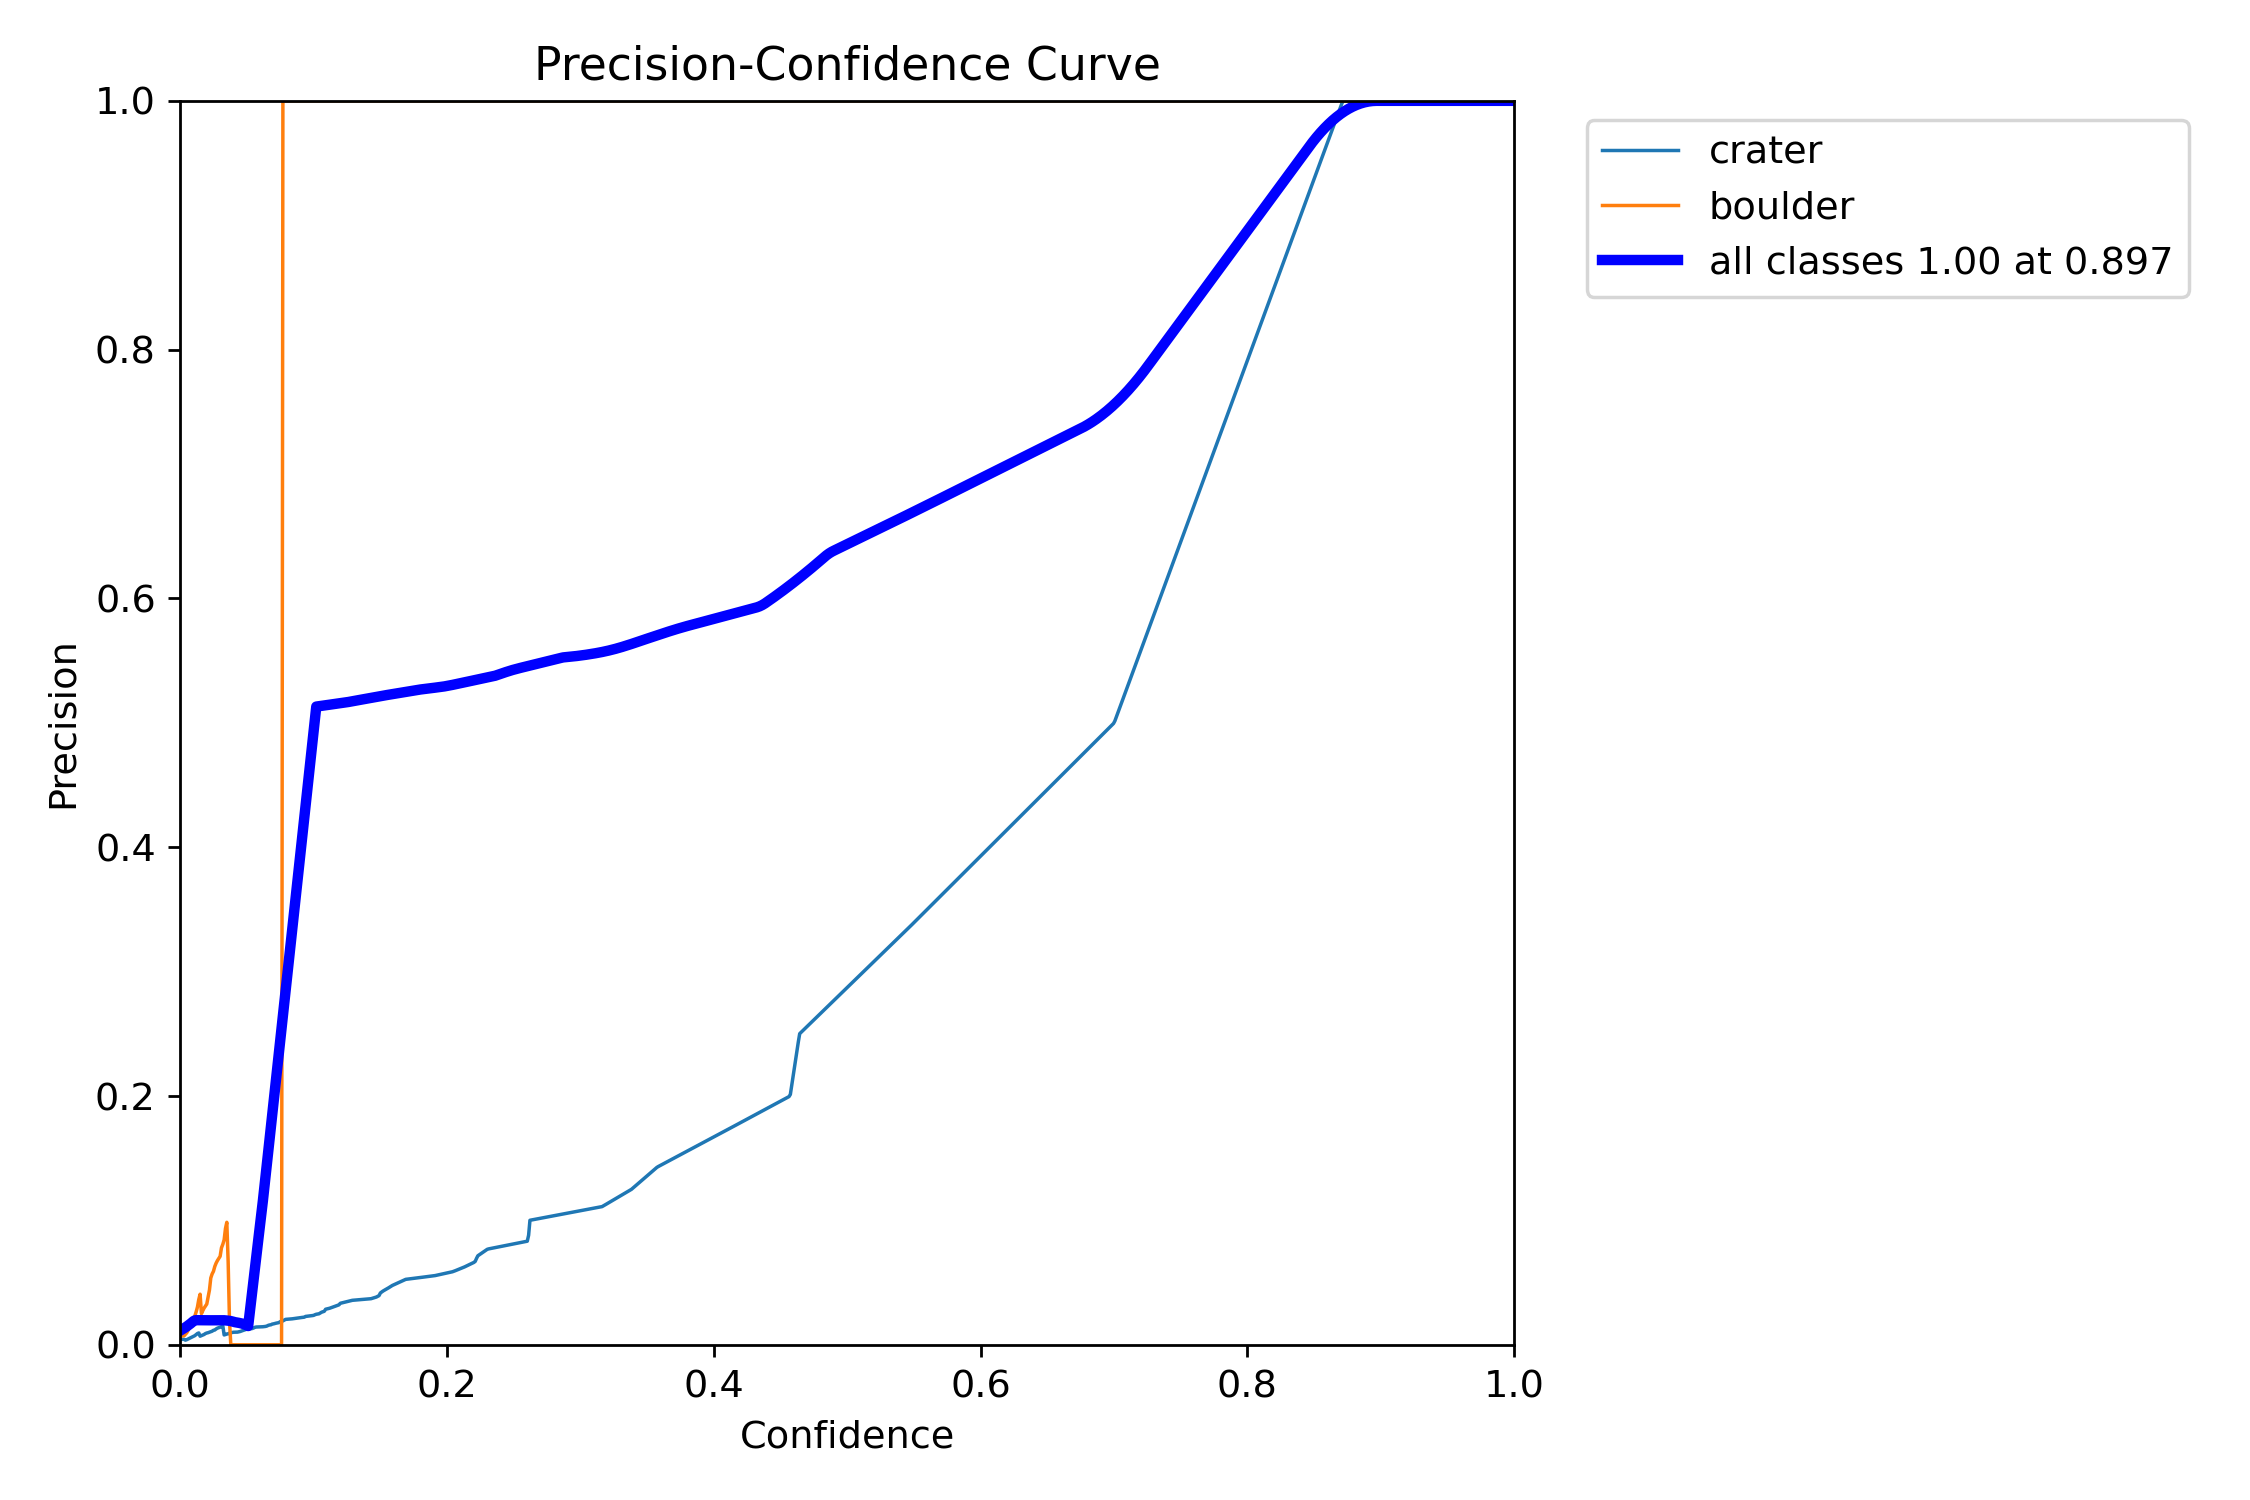 Precision-Confidence Curve
crater
boulder
all classes 1.00 at 0.897
Precision
1.0
0.8
0.6
0.4
0.2
0.0
0.0 0.2 0.4 0.6 0.8 1.0
Confidence